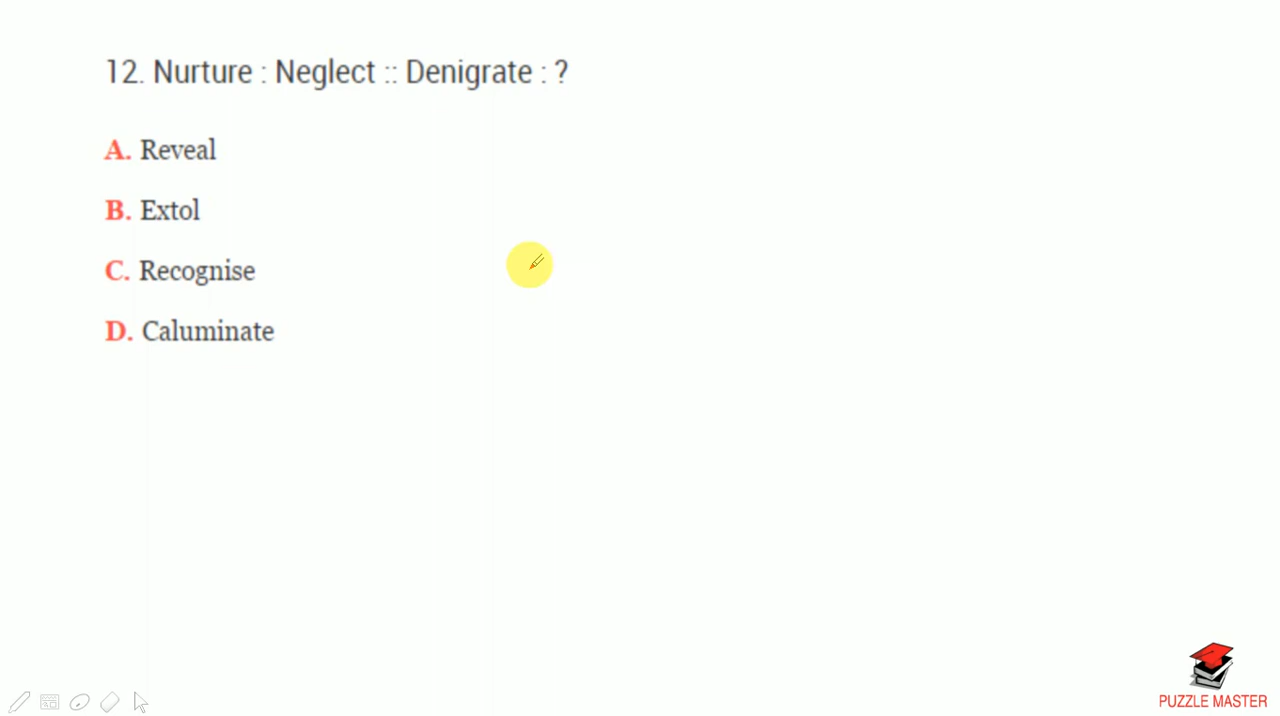 12. Nurture : Neglect :: Denigrate : ?
A. Reveal
B. Extol
C. Recognise
D. Caluminate
PUZZLE MASTER